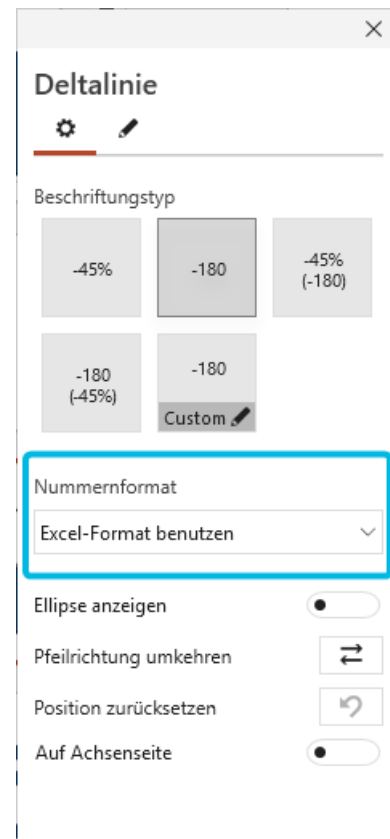 Deltalinie
Beschriftungstyp
-45%
-180
-45%
(-180)
-180
(-45%)
-180
Custom
Nummernformat
Excel-Format benutzen
Ellipse anzeigen
Pfeilrichtung umkehren
Position zurücksetzen
Auf Achsenseite